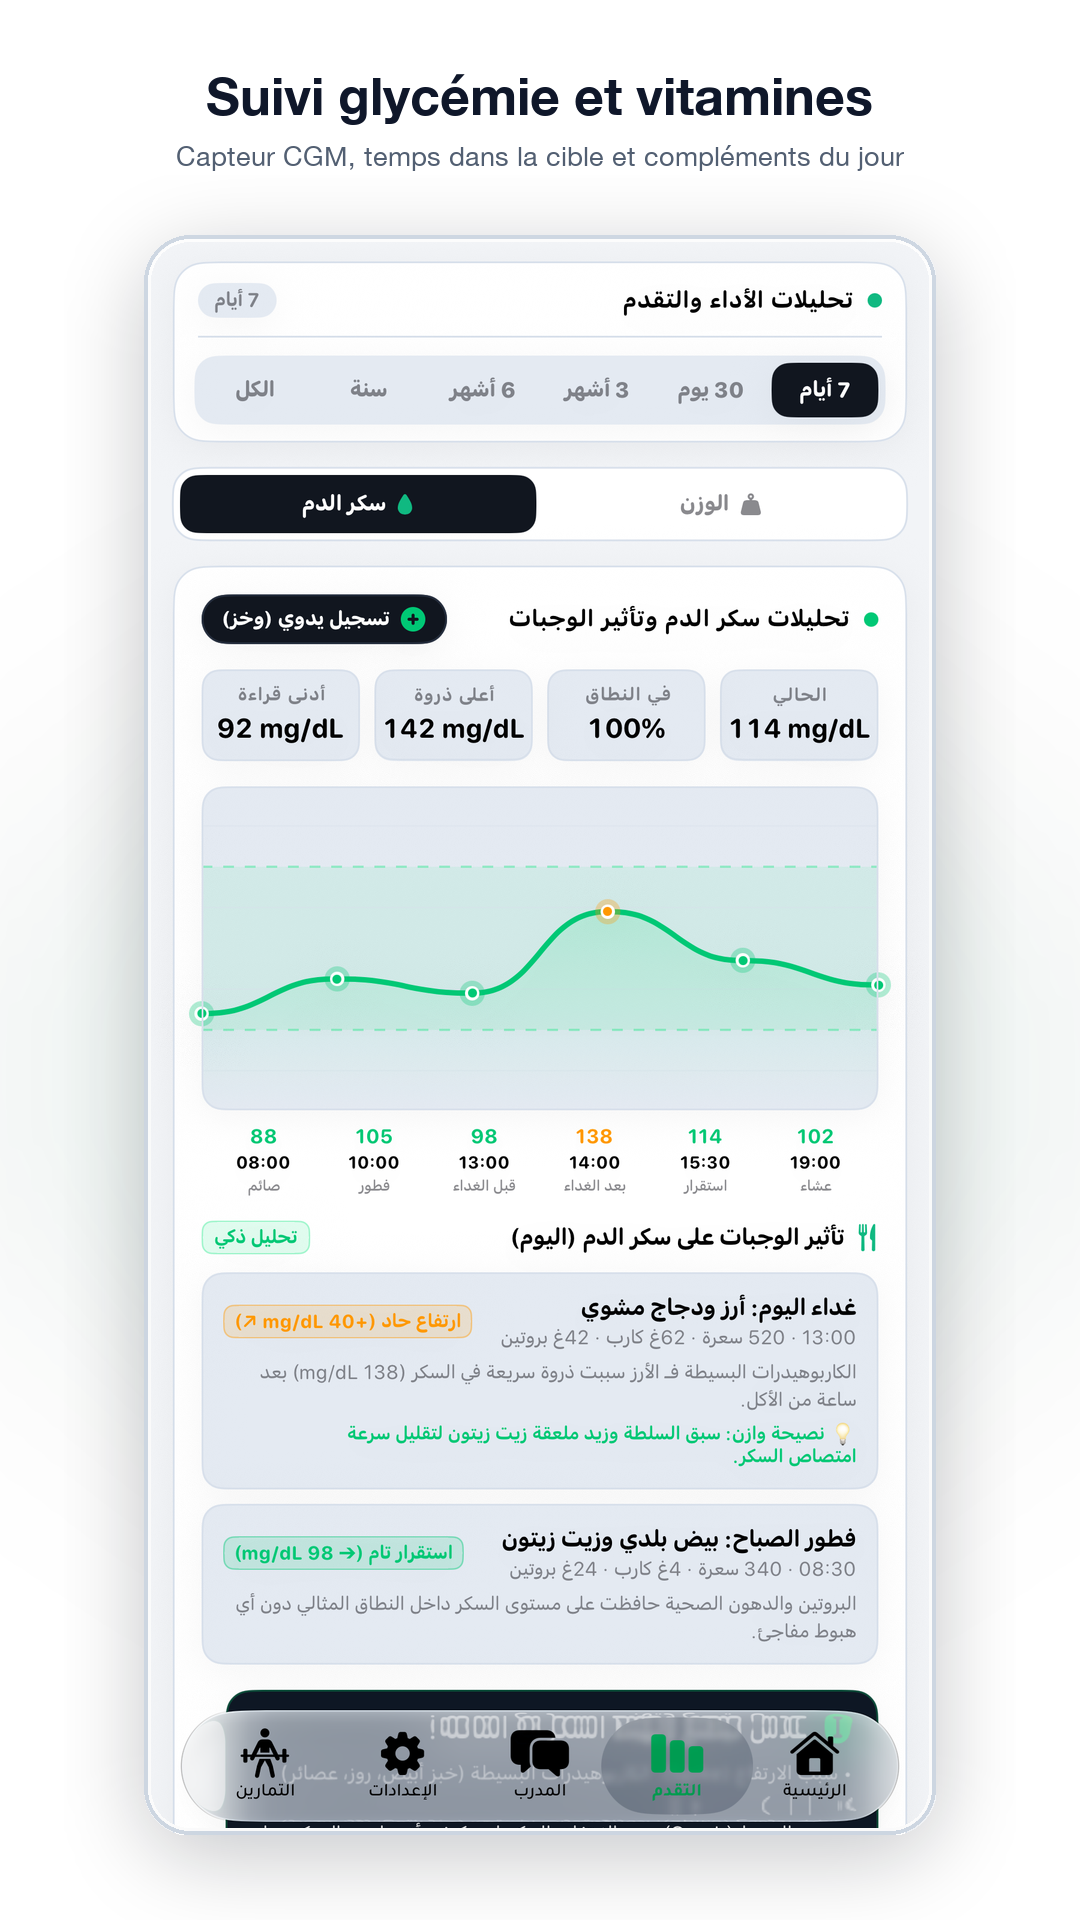 Suivi glycémie et vitamines
Capteur CGM, temps dans la cible et compléments du jour
تحليلات الأداء والتقدم
7 أيام
7 أيام
30 يوم
3 أشهر
6 أشهر
سنة
الكل
الوزن
سكر الدم
تحليلات سكر الدم وتأثير الوجبات
تسجيل يدوي (وخز)
الحالي
114 mg/dL
في النطاق
100%
أعلى ذروة
142 mg/dL
أدنى قراءة
92 mg/dL
88
08:00
صائم
105
10:00
فطور
98
13:00
قبل الغداء
138
14:00
بعد الغداء
114
15:30
استقرار
102
19:00
عشاء
تأثير الوجبات على سكر الدم (اليوم)
تحليل ذكي
غداء اليوم: أرز ودجاج مشوي
ارتفاع حاد (+40 mg/dL ↗)
13:00 · 520 سعرة · 62غ كارب · 42غ بروتين
الكاربوهيدرات البسيطة فـ الأرز سببت ذروة سريعة في السكر (138 mg/dL) بعد
ساعة من الأكل.
💡 نصيحة وازن: سبق السلطة وزيد ملعقة زيت زيتون لتقليل سرعة
امتصاص السكر.
فطور الصباح: بيض بلدي وزيت زيتون
استقرار تام (➔ 98 mg/dL)
08:30 · 340 سعرة · 4غ كارب · 24غ بروتين
البروتين والدهون الصحية حافظت على مستوى السكر داخل النطاق المثالي دون أي
هبوط مفاجئ.
الرئيسية
التقدم
المدرب
الإعدادات
التمارين